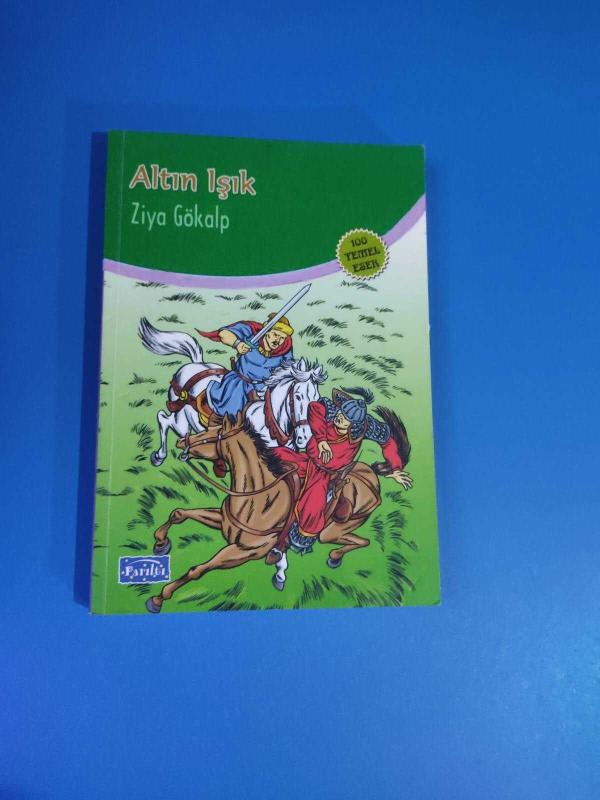 Altın Işık
Ziya Gökalp
100
TEMEL
ESER
Parıltı